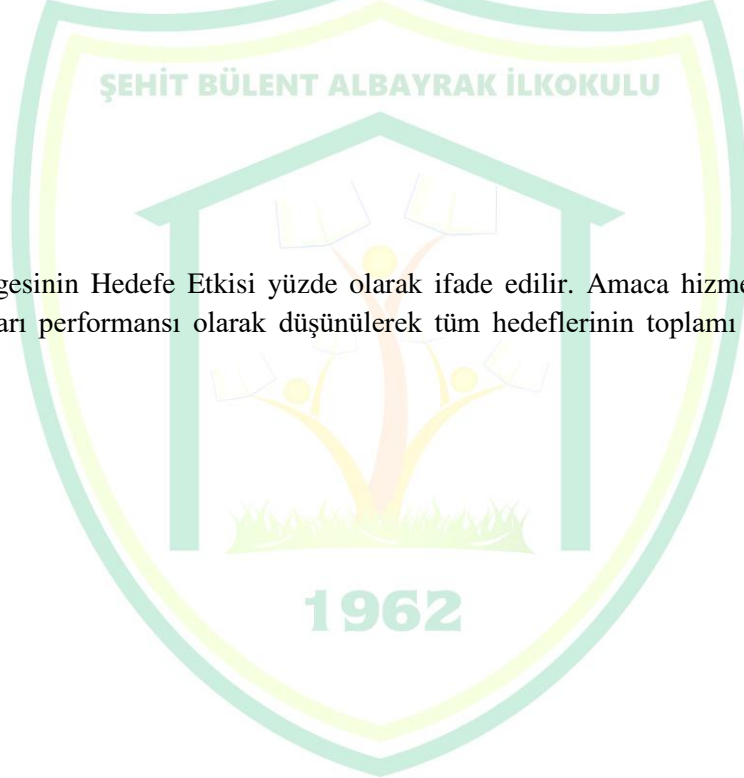 ŞEHİT BÜLENT ALBAYRAK İLKOKULU
gesinin Hedefe Etkisi yüzde olarak ifade edilir. Amaca hizme
arı performansı olarak düşünülerek tüm hedeflerinin toplamı
1962